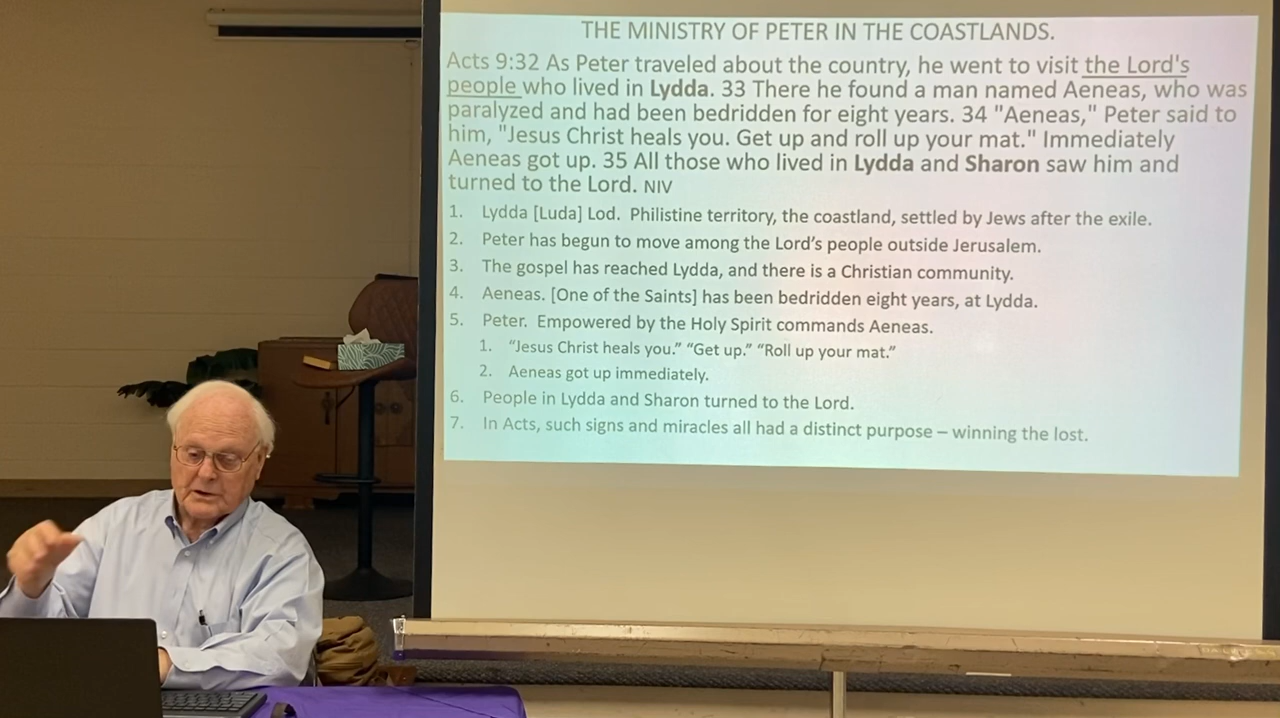 THE MINISTRY OF PETER IN THE COASTLANDS.
Acts 9:32 As Peter traveled about the country, he went to visit the Lord's
people who lived in Lydda. 33 There he found a man named Aeneas, who was
paralyzed and had been bedridden for eight years. 34 "Aeneas," Peter said to
him, "Jesus Christ heals you. Get up and roll up your mat." Immediately
Aeneas got up. 35 All those who lived in Lydda and Sharon saw him and
turned to the Lord. NIV
1. Lydda [Luda] Lod. Philistine territory, the coastland, settled by Jews after the exile.
2. Peter has begun to move among the Lord’s people outside Jerusalem.
3. The gospel has reached Lydda, and there is a Christian community.
4. Aeneas. [One of the Saints] has been bedridden eight years, at Lydda.
5. Peter. Empowered by the Holy Spirit commands Aeneas.
1. “Jesus Christ heals you.” “Get up.” “Roll up your mat.”
2. Aeneas got up immediately.
6. People in Lydda and Sharon turned to the Lord.
7. In Acts, such signs and miracles all had a distinct purpose – winning the lost.